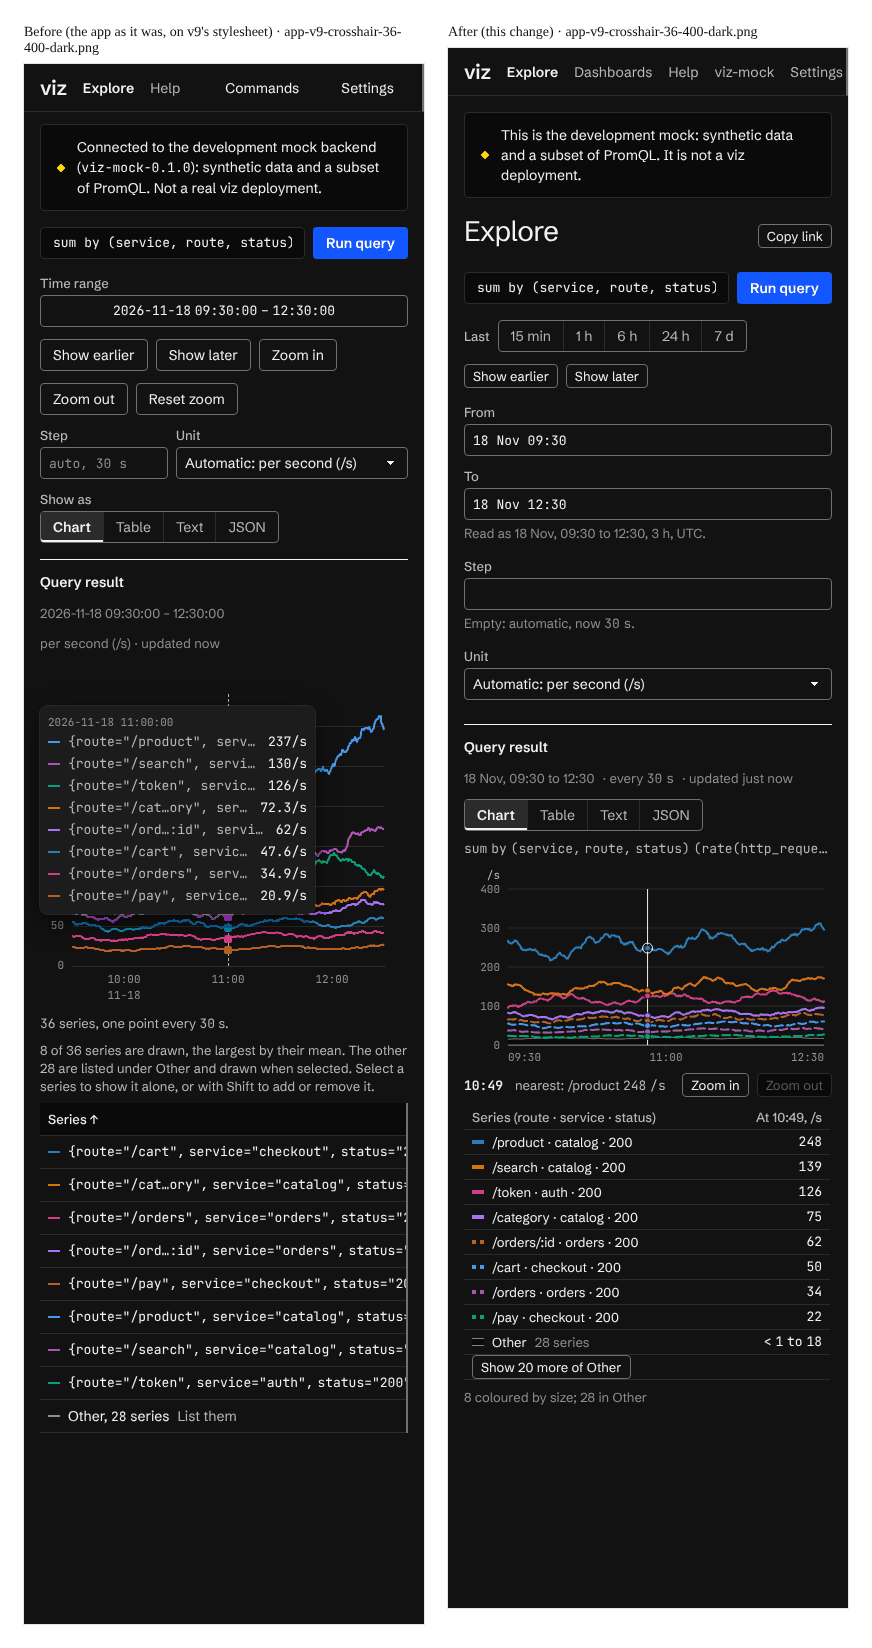 Before (the app as it was, on v9's stylesheet) · app-v9-crosshair-36-
400-dark.png
viz Explore Help Commands Settings
Connected to the development mock backend
(viz-mock-0.1.0): synthetic data and a subset
of PromQL. Not a real viz deployment.
sum by (service, route, status)
Run query
Time range
2026-11-18 09:30:00 – 12:30:00
Show earlier Show later Zoom in
Zoom out Reset zoom
Step Unit
auto, 30 s Automatic: per second (/s)
Show as
Chart Table Text JSON
Query result
2026-11-18 09:30:00 – 12:30:00
per second (/s) · updated now
2026-11-18 11:00:00
{route="/product", serv… 237/s
{route="/search", servi… 130/s
{route="/token", servic… 126/s
{route="/cat…ory", ser… 72.3/s
{route="/ord…:id", servi… 62/s
{route="/cart", servic… 47.6/s
{route="/orders", serv… 34.9/s
{route="/pay", service… 20.9/s
50
0
10:00 11:00 12:00
11-18
36 series, one point every 30 s.
8 of 36 series are drawn, the largest by their mean. The other
28 are listed under Other and drawn when selected. Select a
series to show it alone, or with Shift to add or remove it.
Series ↑
{route="/cart", service="checkout", status="2
{route="/cat…ory", service="catalog", status=
{route="/orders", service="orders", status="2
{route="/ord…:id", service="orders", status="
{route="/pay", service="checkout", status="20
{route="/product", service="catalog", status=
{route="/search", service="catalog", status="
{route="/token", service="auth", status="200"
Other, 28 series List them
After (this change) · app-v9-crosshair-36-400-dark.png
viz Explore Dashboards Help viz-mock Settings
This is the development mock: synthetic data
and a subset of PromQL. It is not a viz
deployment.
Explore
Copy link
sum by (service, route, status)
Run query
Last 15 min 1 h 6 h 24 h 7 d
Show earlier Show later
From
18 Nov 09:30
To
18 Nov 12:30
Read as 18 Nov, 09:30 to 12:30, 3 h, UTC.
Step
Empty: automatic, now 30 s.
Unit
Automatic: per second (/s)
Query result
18 Nov, 09:30 to 12:30 · every 30 s · updated just now
Chart Table Text JSON
sum by (service, route, status) (rate(http_reque…
/s
400
300
200
100
0
09:30 11:00 12:30
10:49 nearest: /product 248 /s Zoom in Zoom out
Series (route · service · status) At 10:49, /s
/product · catalog · 200 248
/search · catalog · 200 139
/token · auth · 200 126
/category · catalog · 200 75
/orders/:id · orders · 200 62
/cart · checkout · 200 50
/orders · orders · 200 34
/pay · checkout · 200 22
Other 28 series < 1 to 18
Show 20 more of Other
8 coloured by size; 28 in Other